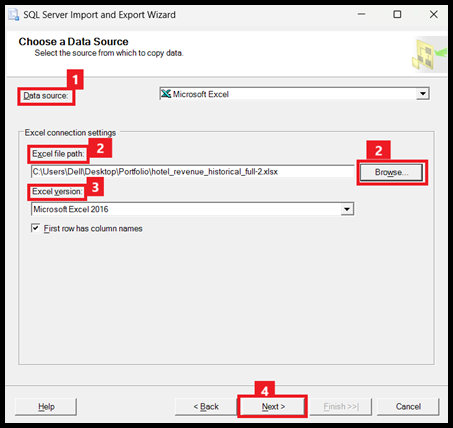 SQL Server Import and Export Wizard
Choose a Data Source
Select the source from which to copy data.
1
Data source: Microsoft Excel
Excel connection settings
2
Excel file path:
2
C:\Users\Dell\Desktop\Portfolio\hotel_revenue_historical_full-2.xlsx Browse...
Excel version: 3
Microsoft Excel 2016
First row has column names
4
Help < Back Next > Finish >>| Cancel